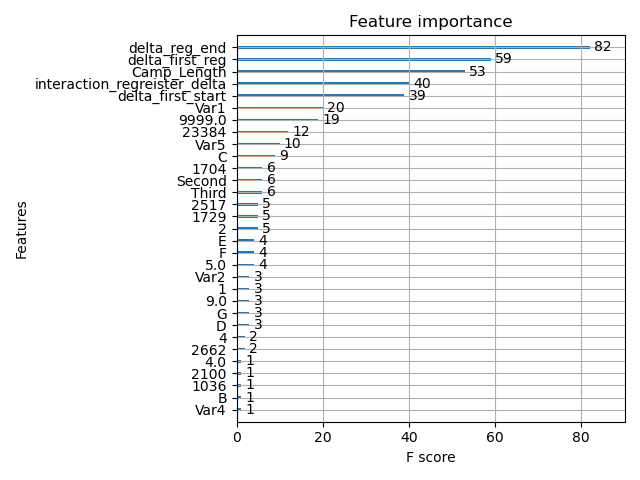 Feature importance
delta_reg_end 82
delta_first_reg 59
Camp_Length 53
interaction_regreister_delta 40
delta_first_start 39
Var1 20
9999.0 19
23384 12
Var5 10
C 9
1704 6
Second 6
Third 6
2517 5
1729 5
2 5
E 4
F 4
5.0 4
Var2 3
1 3
9.0 3
G 3
D 3
4 2
2662 2
4.0 1
2100 1
1036 1
B 1
Var4 1
0 20 40 60 80
F score
Features